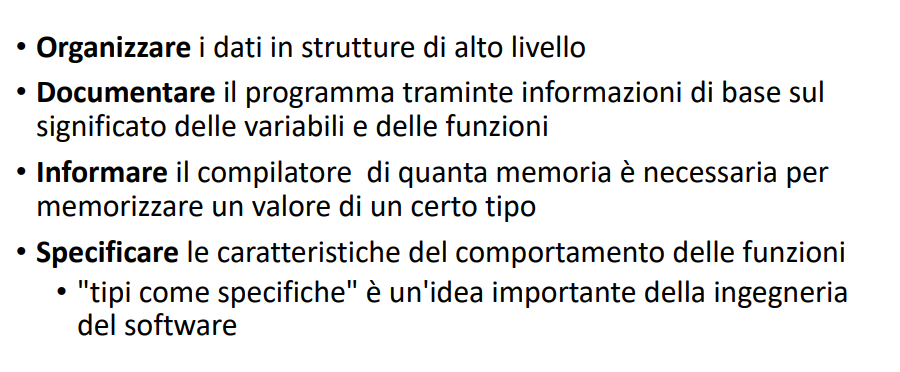 • Organizzare i dati in strutture di alto livello
• Documentare il programma traminte informazioni di base sul
significato delle variabili e delle funzioni
• Informare il compilatore  di quanta memoria è necessaria per
memorizzare un valore di un certo tipo
• Specificare le caratteristiche del comportamento delle funzioni
• "tipi come specifiche" è un'idea importante della ingegneria
del software